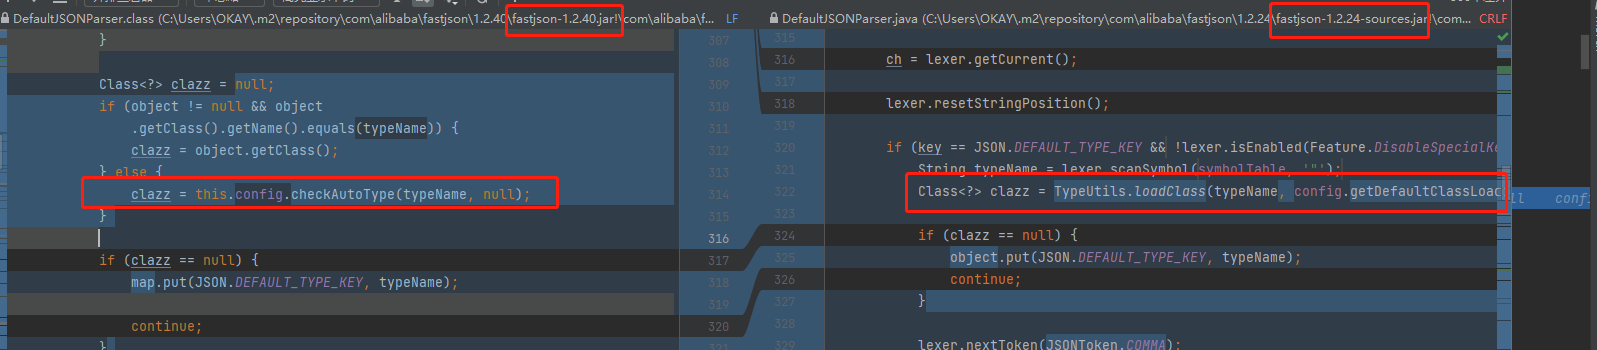 DefaultJSONParser.class (C:\Users\OKAY\.m2\repository\com\alibaba\fastjson\1.2.40\fastjson-1.2.40.jar!\com\alibaba\f... LF
}
Class<?> clazz = null;
if (object != null && object
.getClass().getName().equals(typeName)) {
clazz = object.getClass();
} else {
clazz = this.config.checkAutoType(typeName, null);
}
if (clazz == null) {
map.put(JSON.DEFAULT_TYPE_KEY, typeName);
continue;
}
307
308
309
310
311
312
313
314
315
316
317
318
319
320
321
DefaultJSONParser.java (C:\Users\OKAY\.m2\repository\com\alibaba\fastjson\1.2.24\fastjson-1.2.24-sources.jar!\com... CRLF
315
316 ch = lexer.getCurrent();
317
318 lexer.resetStringPosition();
319
320 if (key == JSON.DEFAULT_TYPE_KEY && !lexer.isEnabled(Feature.DisableSpecialKe
321 String typeName = lexer.scanSymbol(symbolTable, '"');
322 Class<?> clazz = TypeUtils.loadClass(typeName, config.getDefaultClassLoad
323
324 if (clazz == null) {
325 object.put(JSON.DEFAULT_TYPE_KEY, typeName);
326 continue;
327 }
329 lexer.nextToken(JSONToken.COMMA);
ll confi